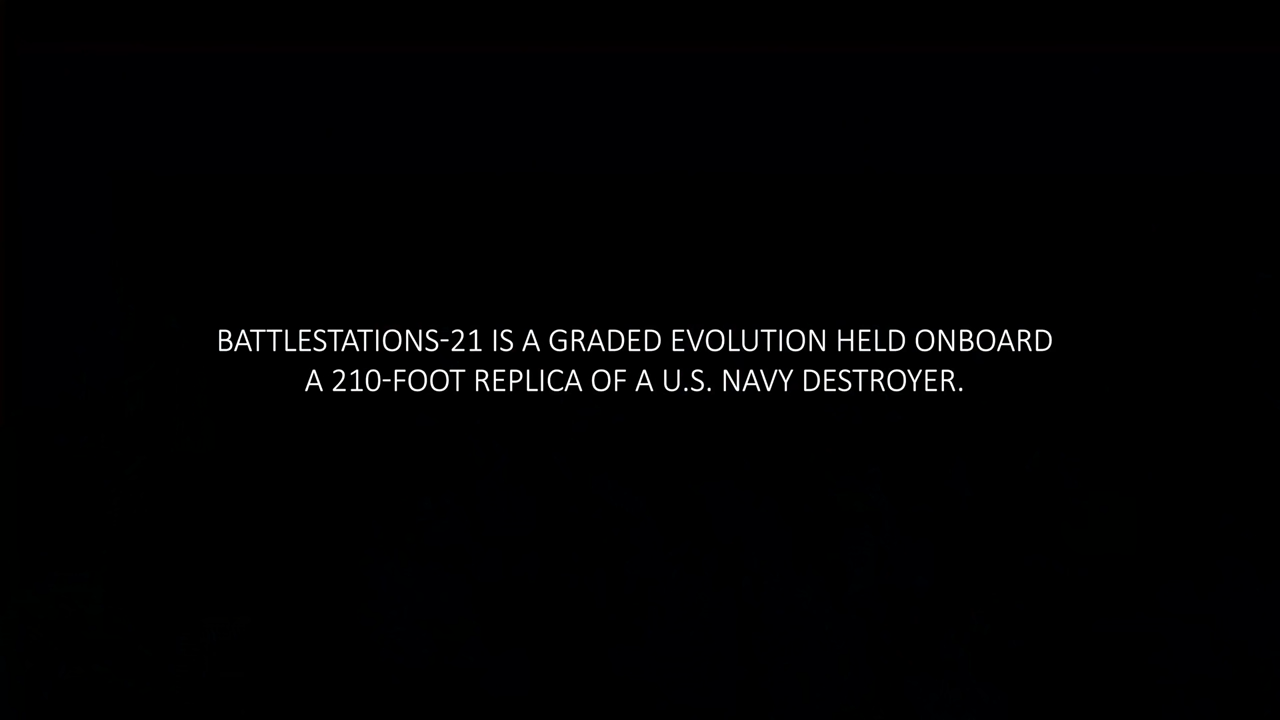 BATTLESTATIONS-21 IS A GRADED EVOLUTION HELD ONBOARD
A 210-FOOT REPLICA OF A U.S. NAVY DESTROYER.